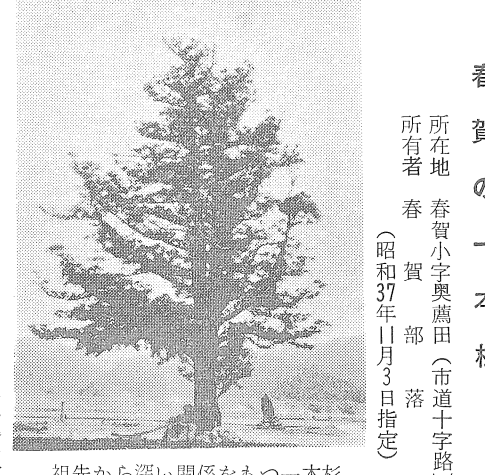 春賀の一本杉
所在地 春賀小字奥薦田（市道十字路
所有者 春賀部落
（昭和37年11月3日指定）
祖先から深い関係をもつ一本杉